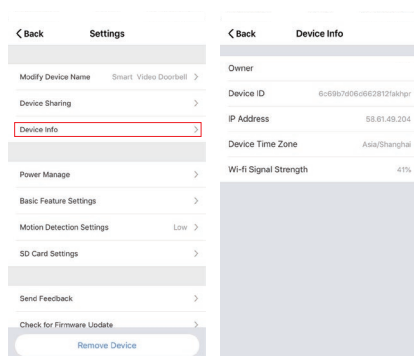 Back Settings
Modify Device Name Smart Video Doorbell
Device Sharing
Device Info
Power Manage
Basic Feature Settings
Motion Detection Settings Low
SD Card Settings
Send Feedback
Check for Firmware Update
Remove Device
Back Device Info
Owner
Device ID 6c69b7d06d662812fakhpr
IP Address 58.61.49.204
Device Time Zone Asia/Shanghai
Wi-fi Signal Strength 41%